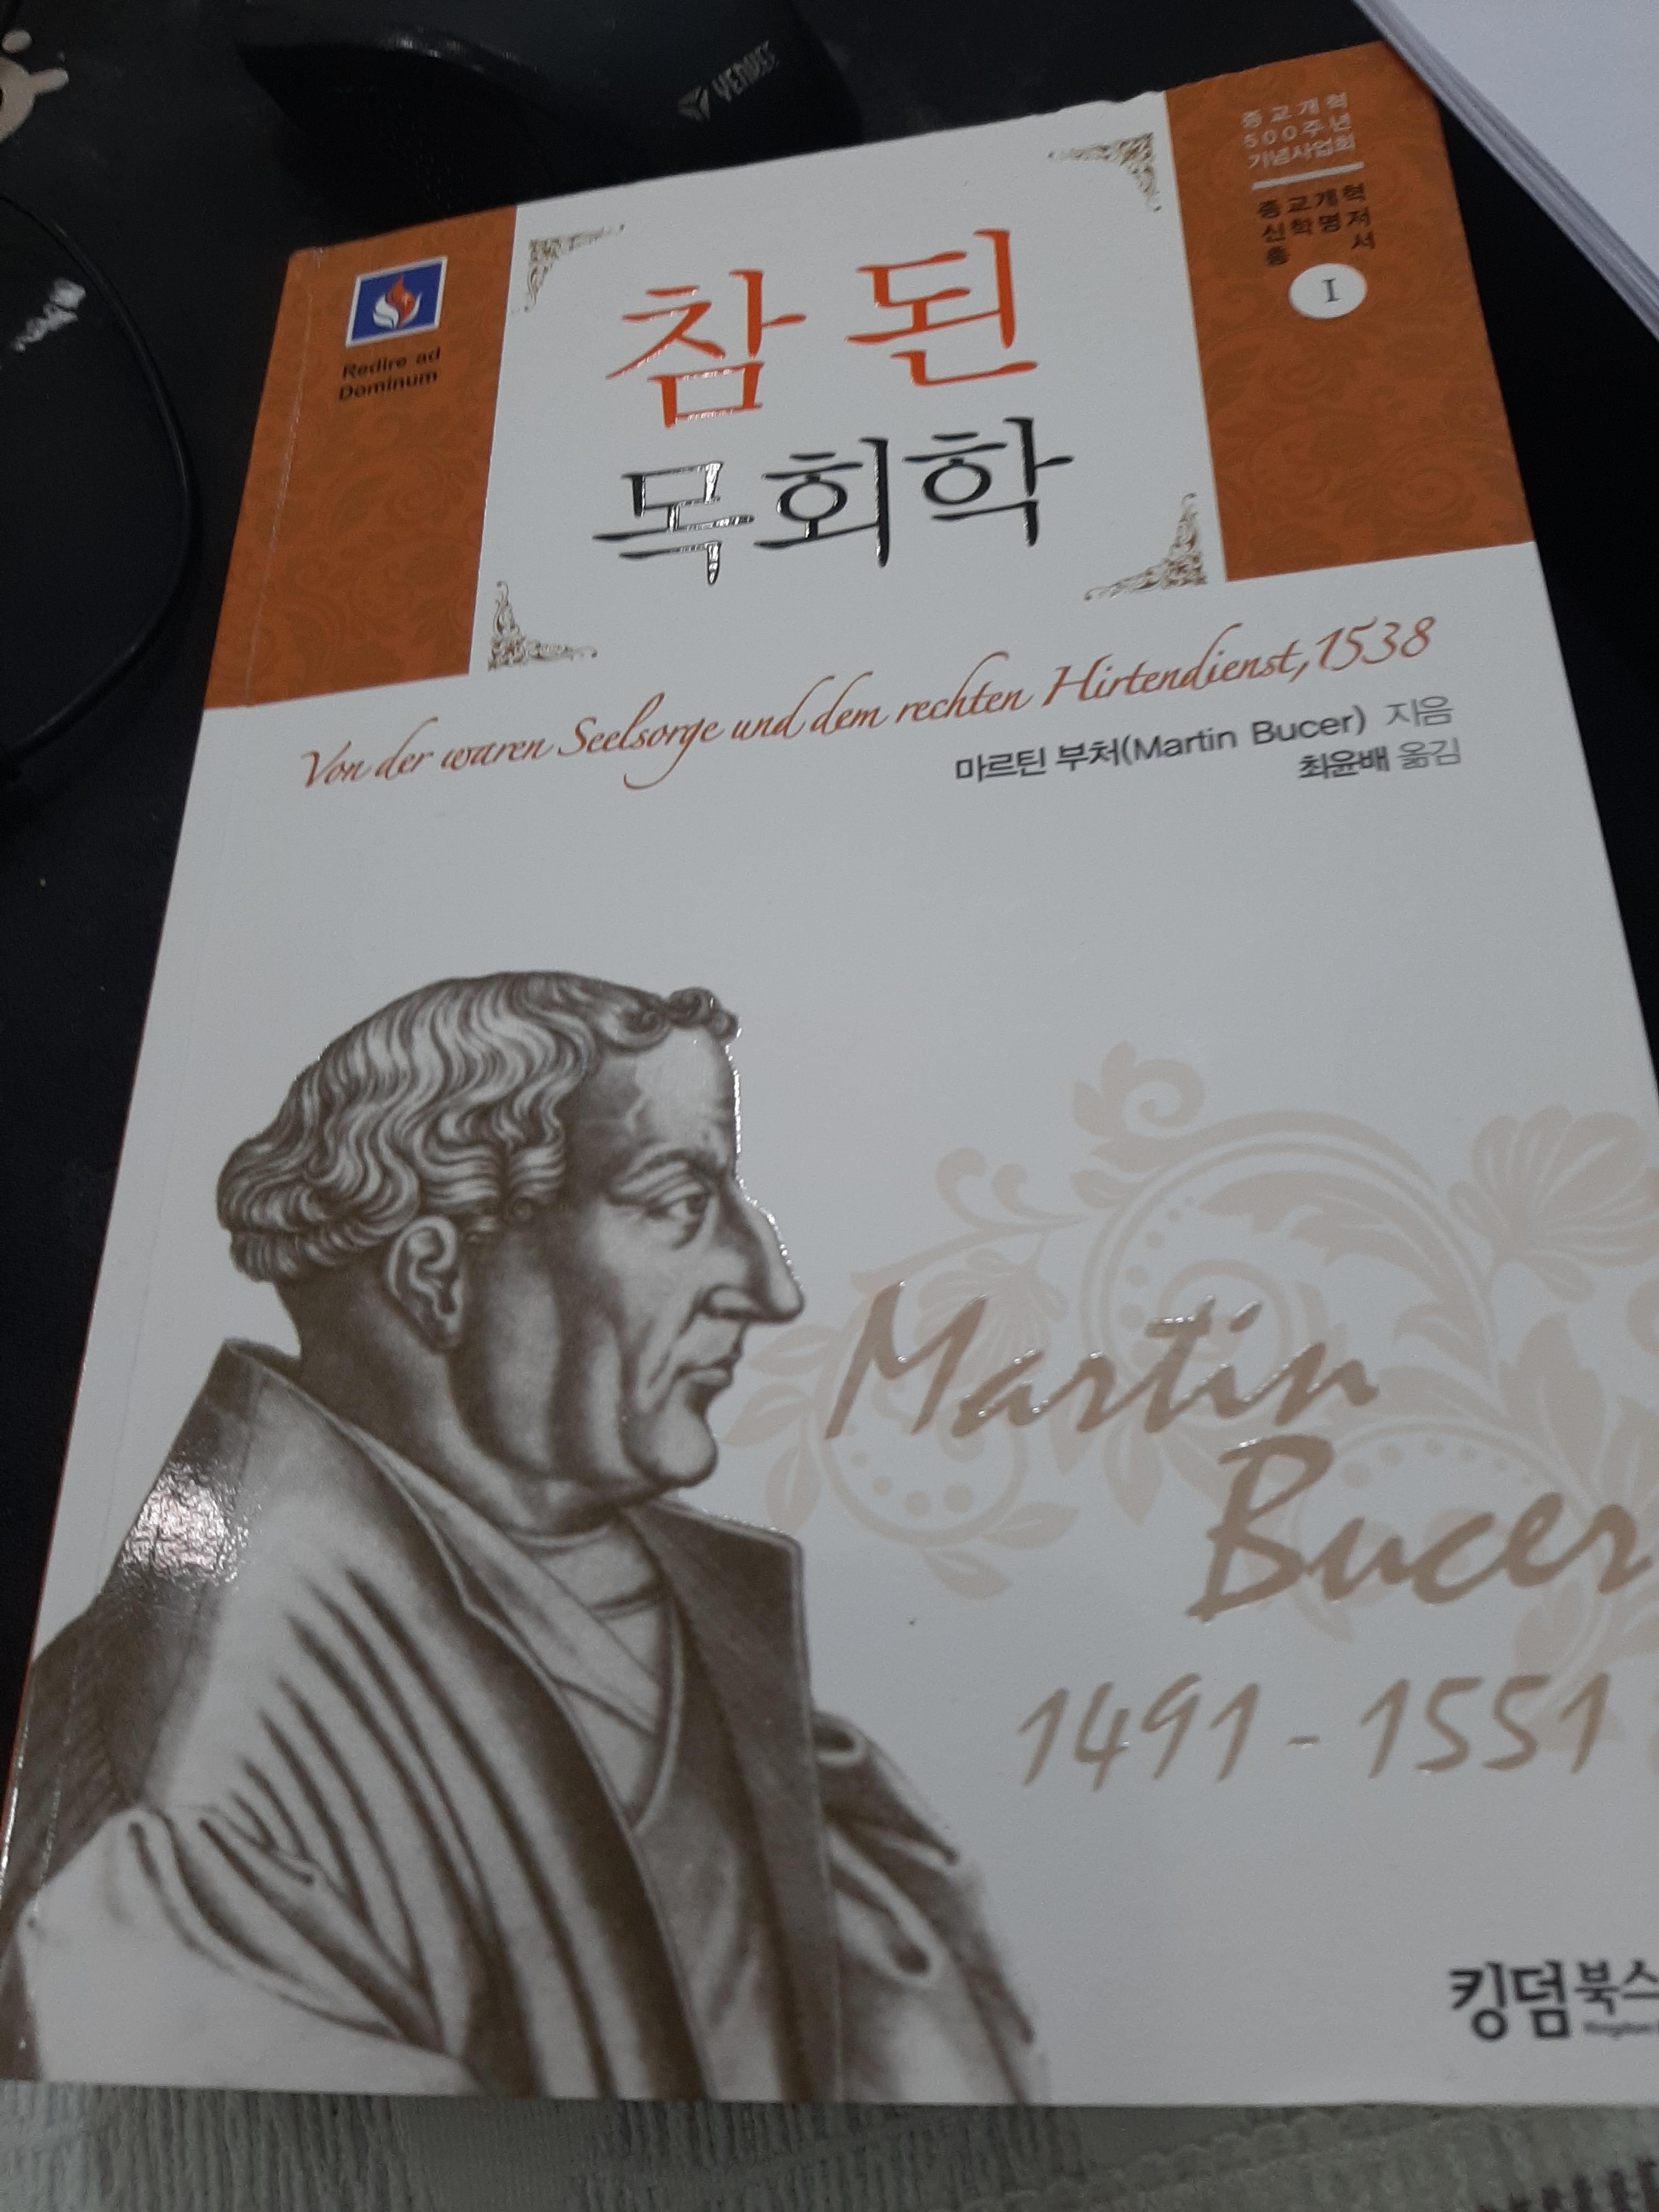 VENDEE
종교개혁
500주년
기념사업회
종교개혁
신학명저
총서
I
Redire ad
Dominum
참된
목회학
Von der waren Seelsorge und dem rechten Hirtendienst, 1538
마르틴 부처(Martin Bucer) 지음
최윤배 옮김
Martin
Bucer
1491 - 1551
킹덤북스